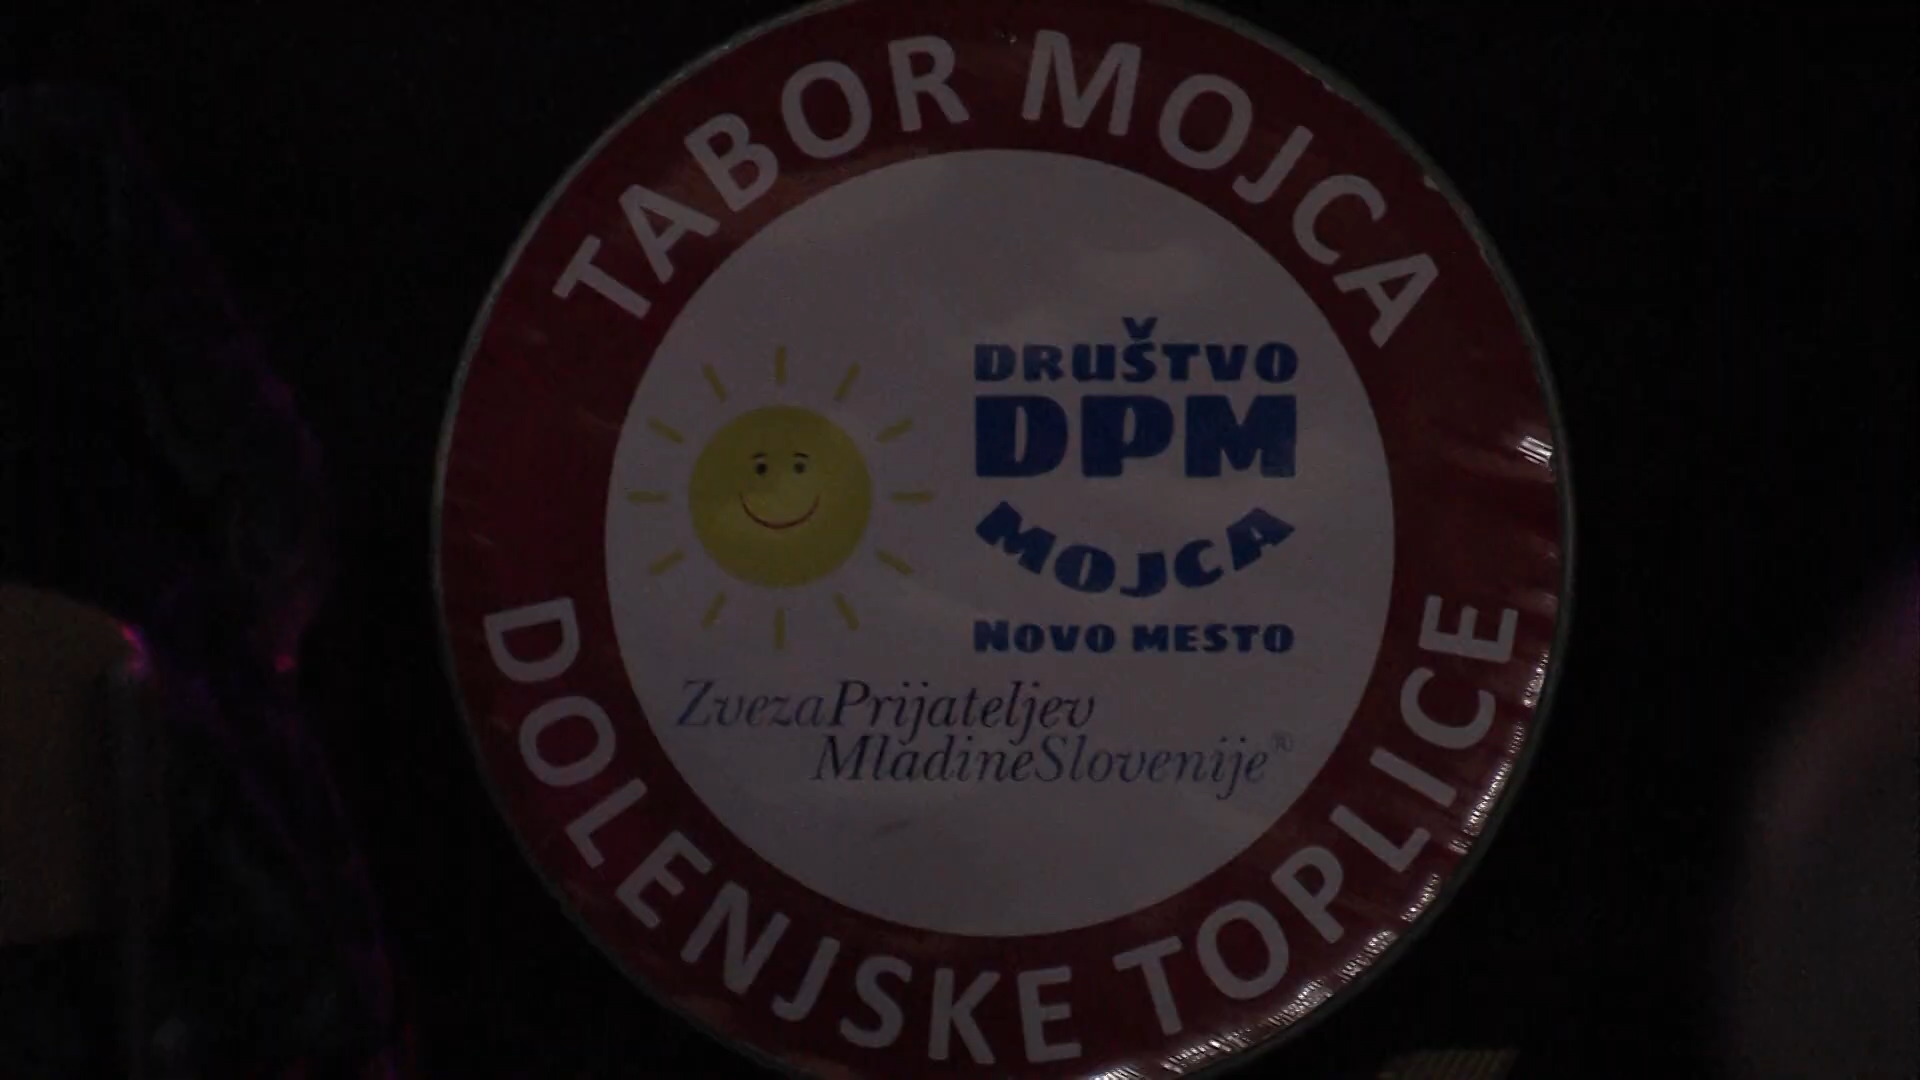 TABOR MOJCA
DRUŠTVO
DPM
MOJCA
NOVO MESTO
ZvezaPrijateljev
MladineSlovenije®
DOLENJSKE TOPLICE